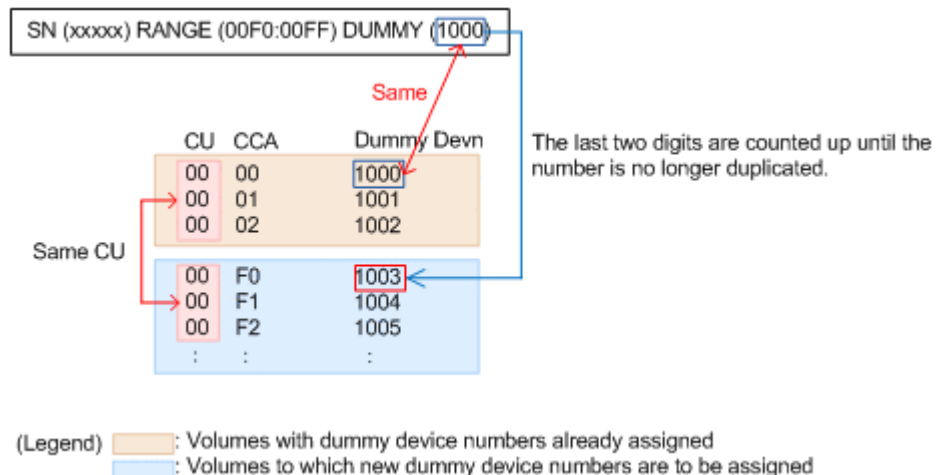 SN (xxxxx) RANGE (00F0:00FF) DUMMY (1000)
Same
CU CCA Dummy Devn
00 00 1000
00 01 1001
00 02 1002
The last two digits are counted up until the
number is no longer duplicated.
Same CU
00 F0 1003
00 F1 1004
00 F2 1005
: : :
(Legend) : Volumes with dummy device numbers already assigned
: Volumes to which new dummy device numbers are to be assigned